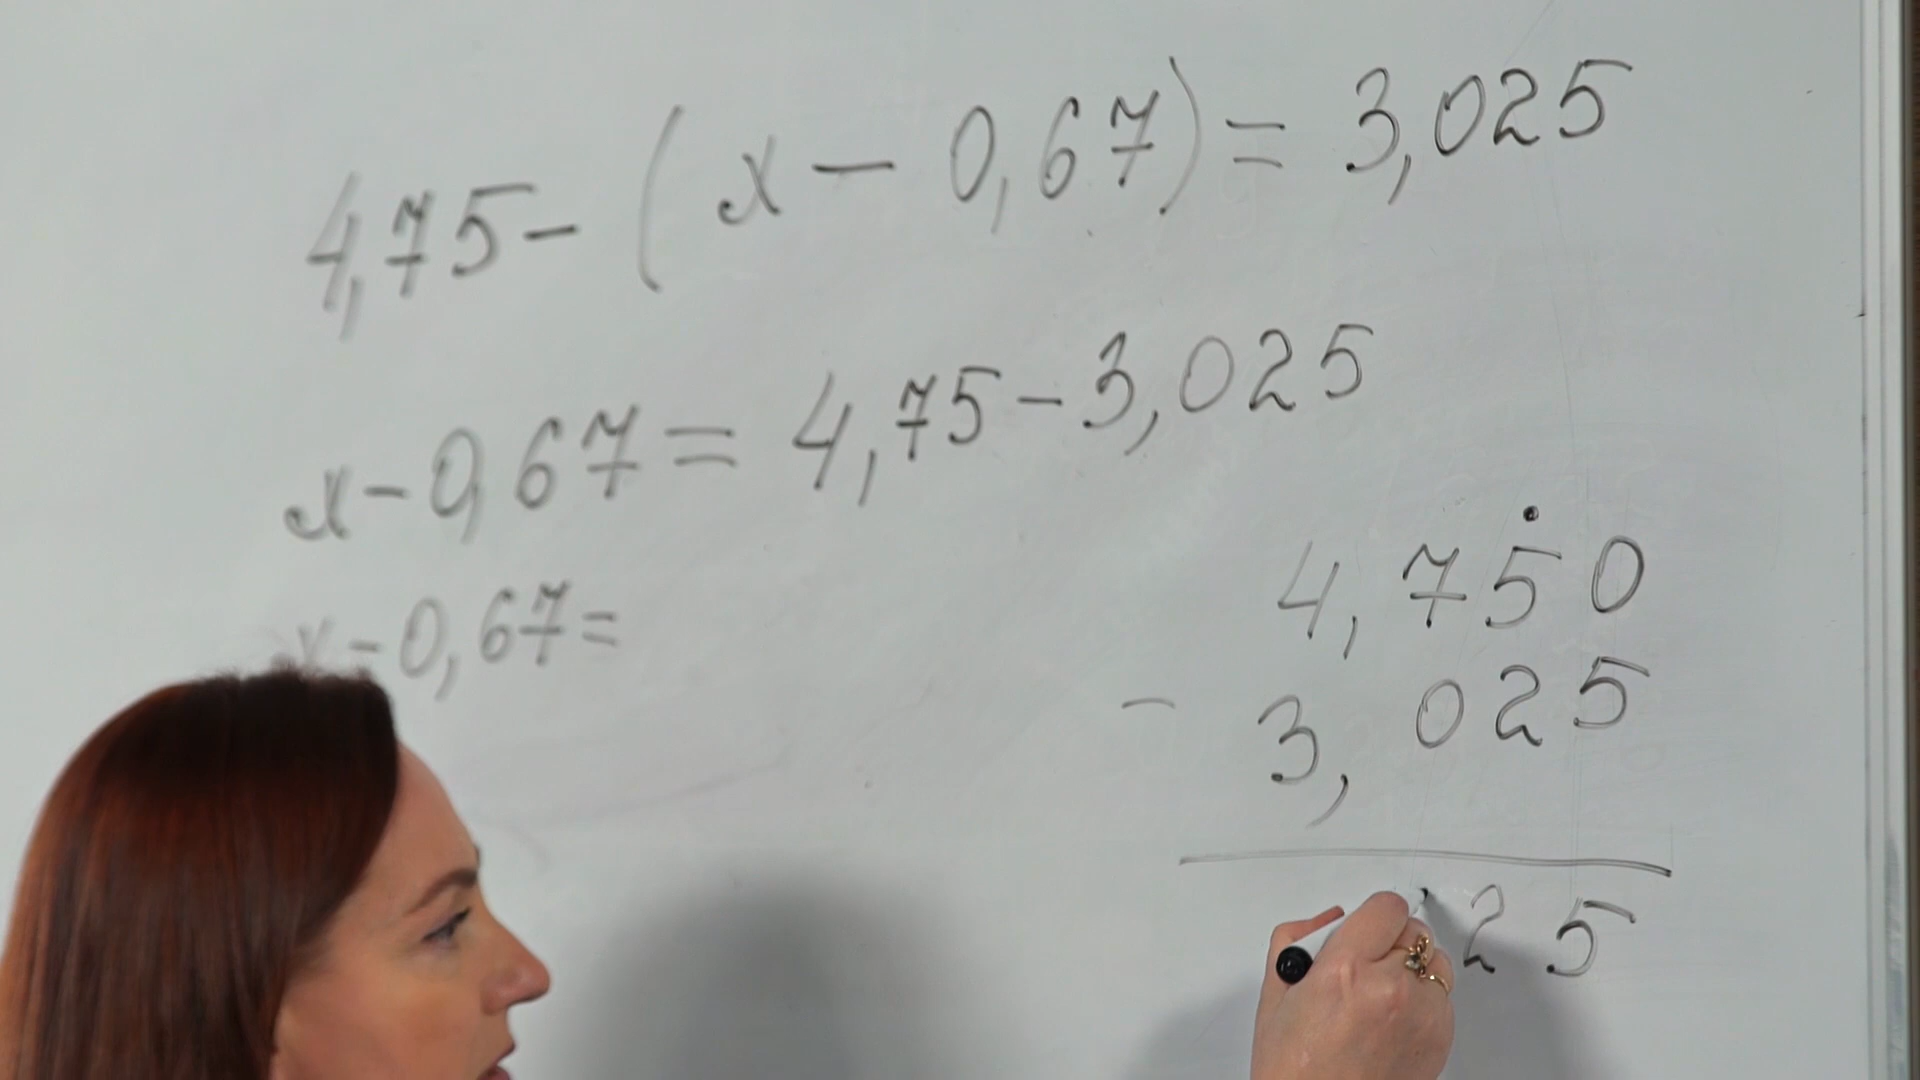 4,75 - (x - 0,67) = 3,025
x - 0,67 = 4,75 - 3,025
x - 0,67 =
4,750
- 3,025
25